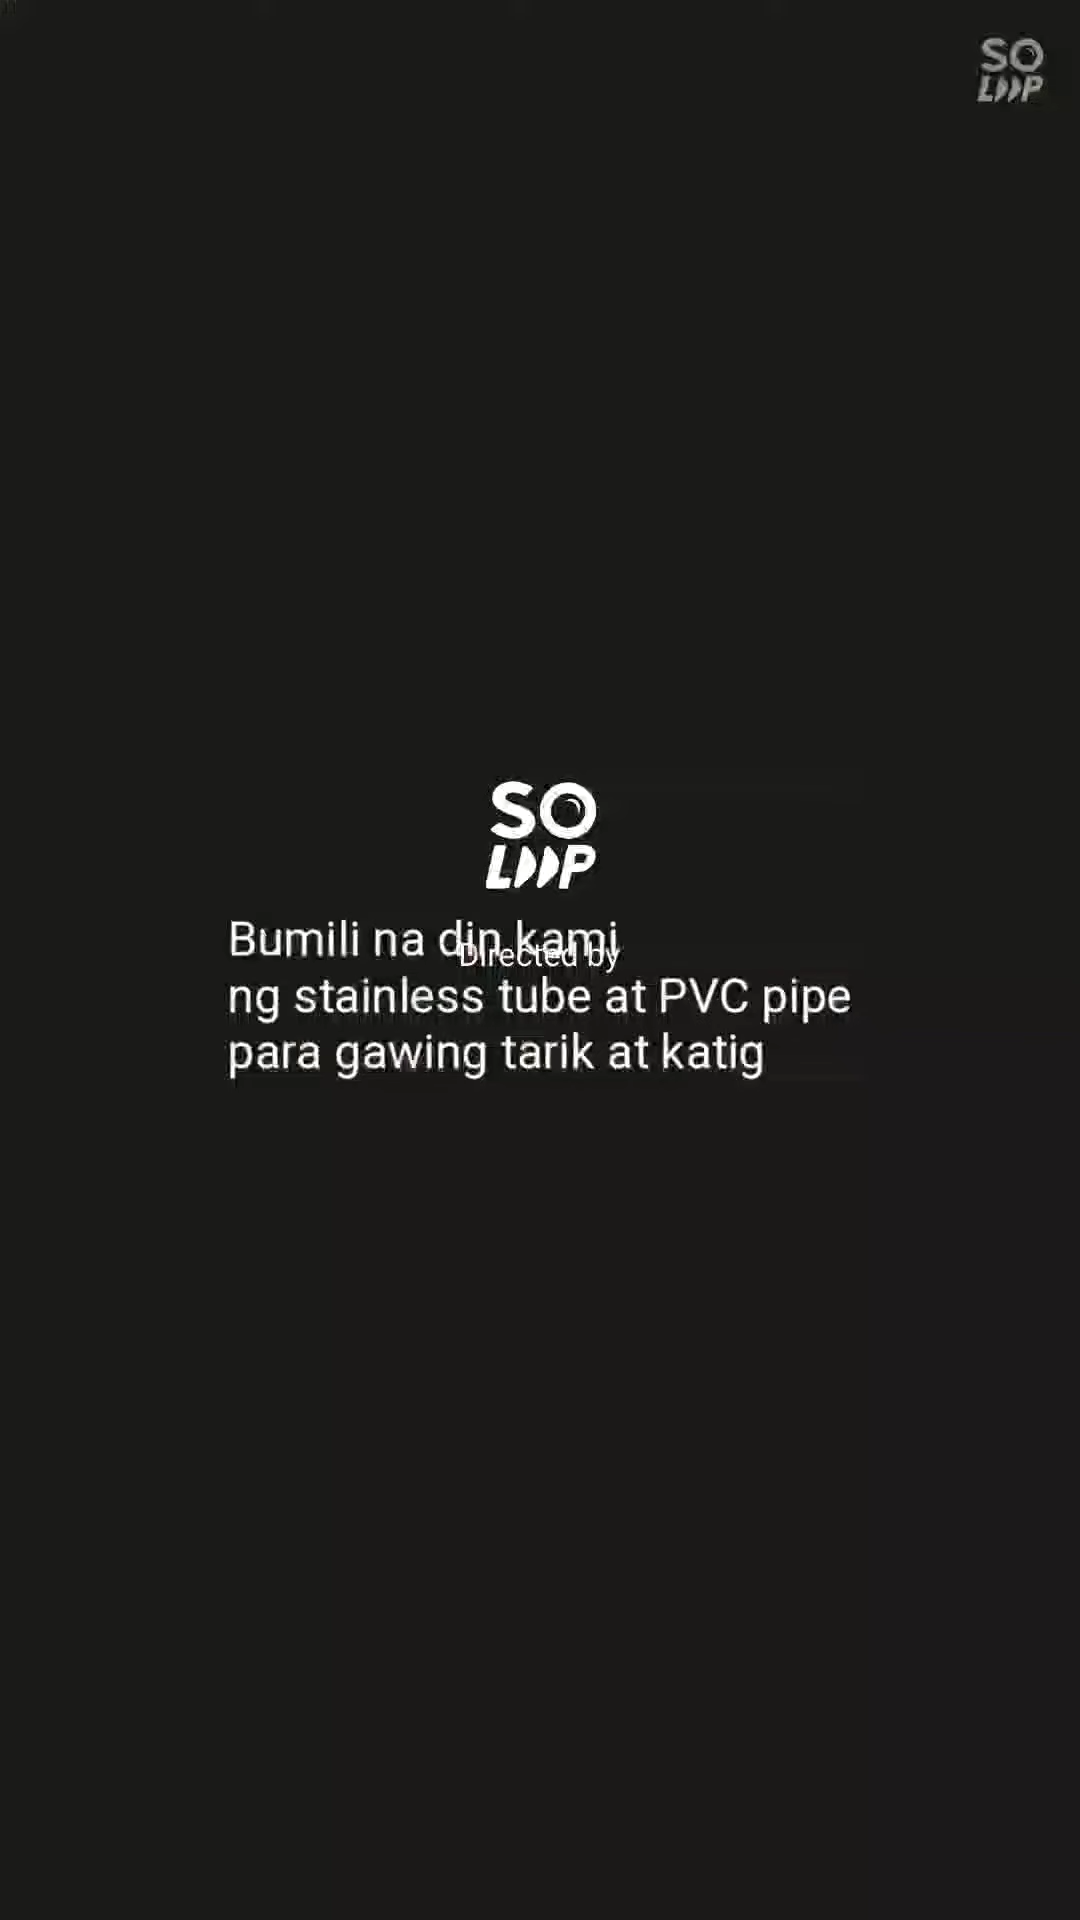 SO
LOOP
SO
LOOP
Bumili na din kami
Directed by
ng stainless tube at PVC pipe
para gawing tarik at katig